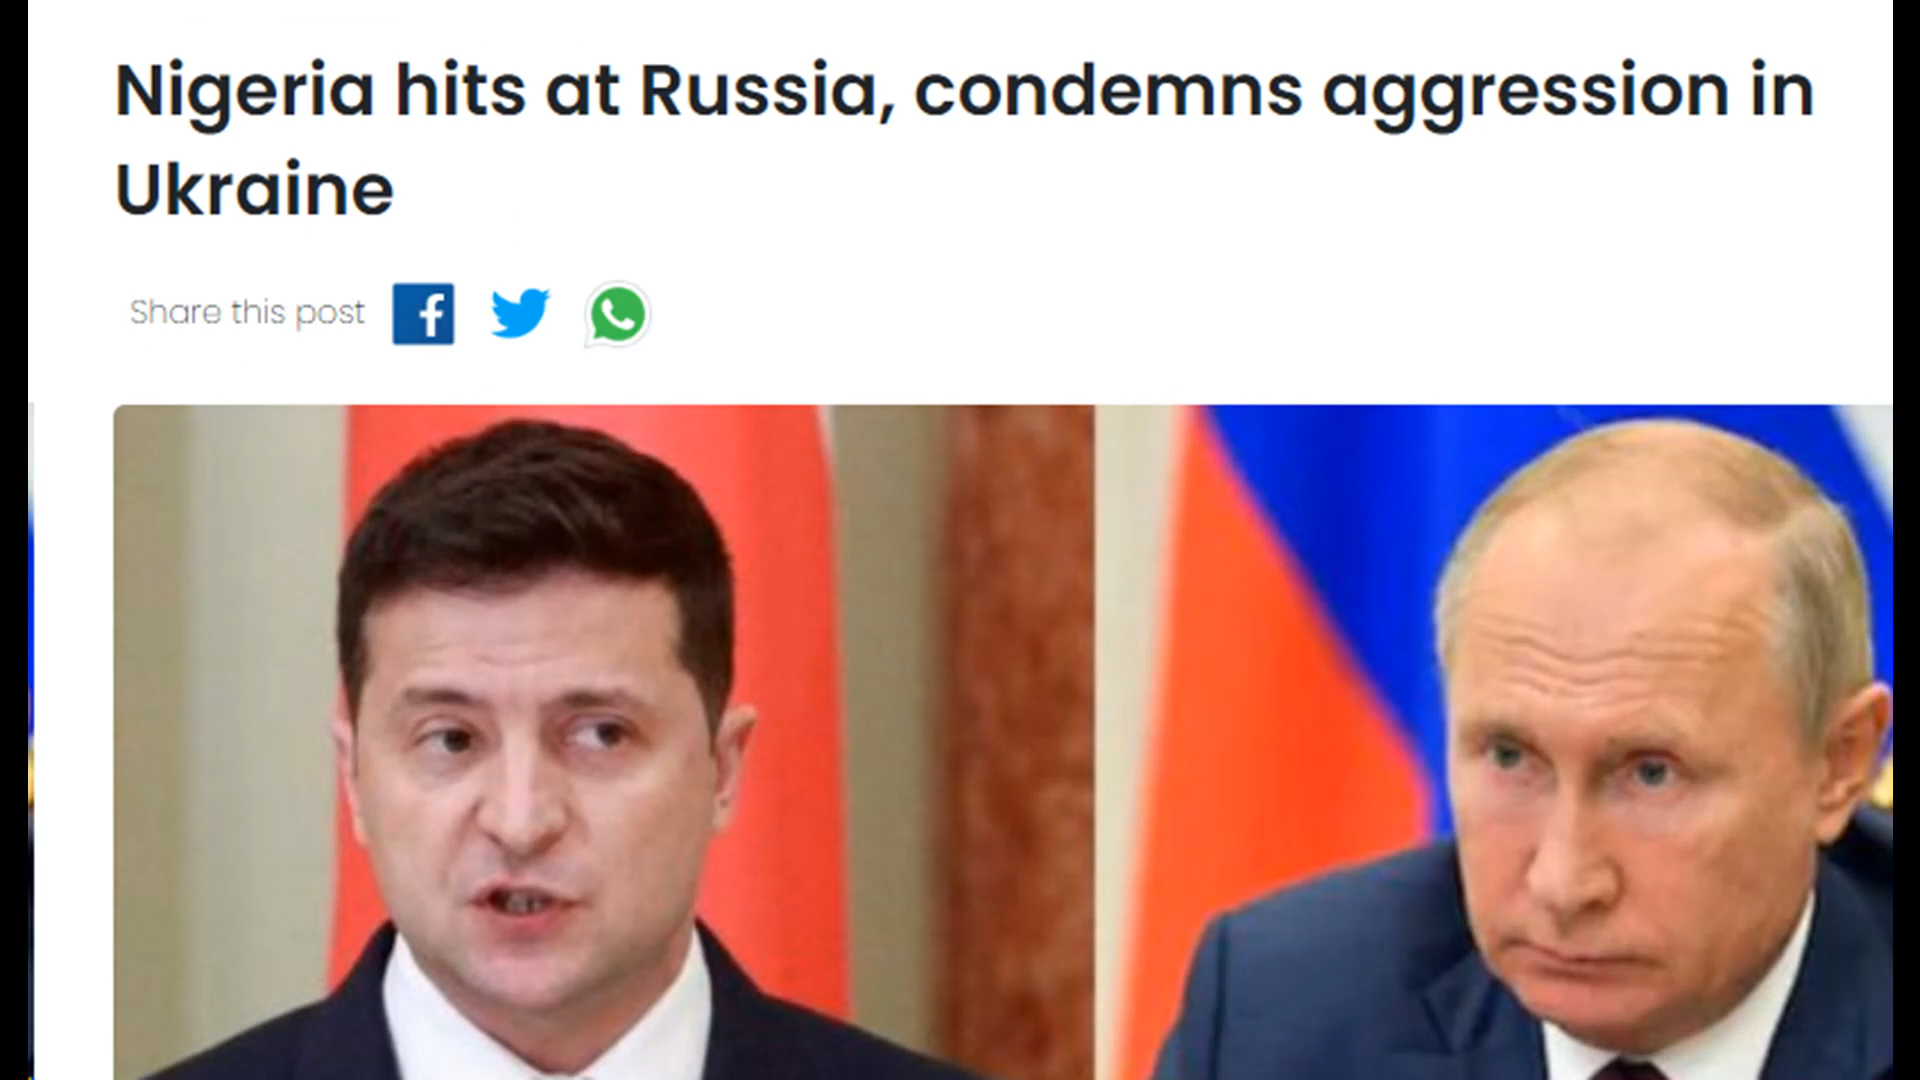 Nigeria hits at Russia, condemns aggression in
Ukraine
Share this post